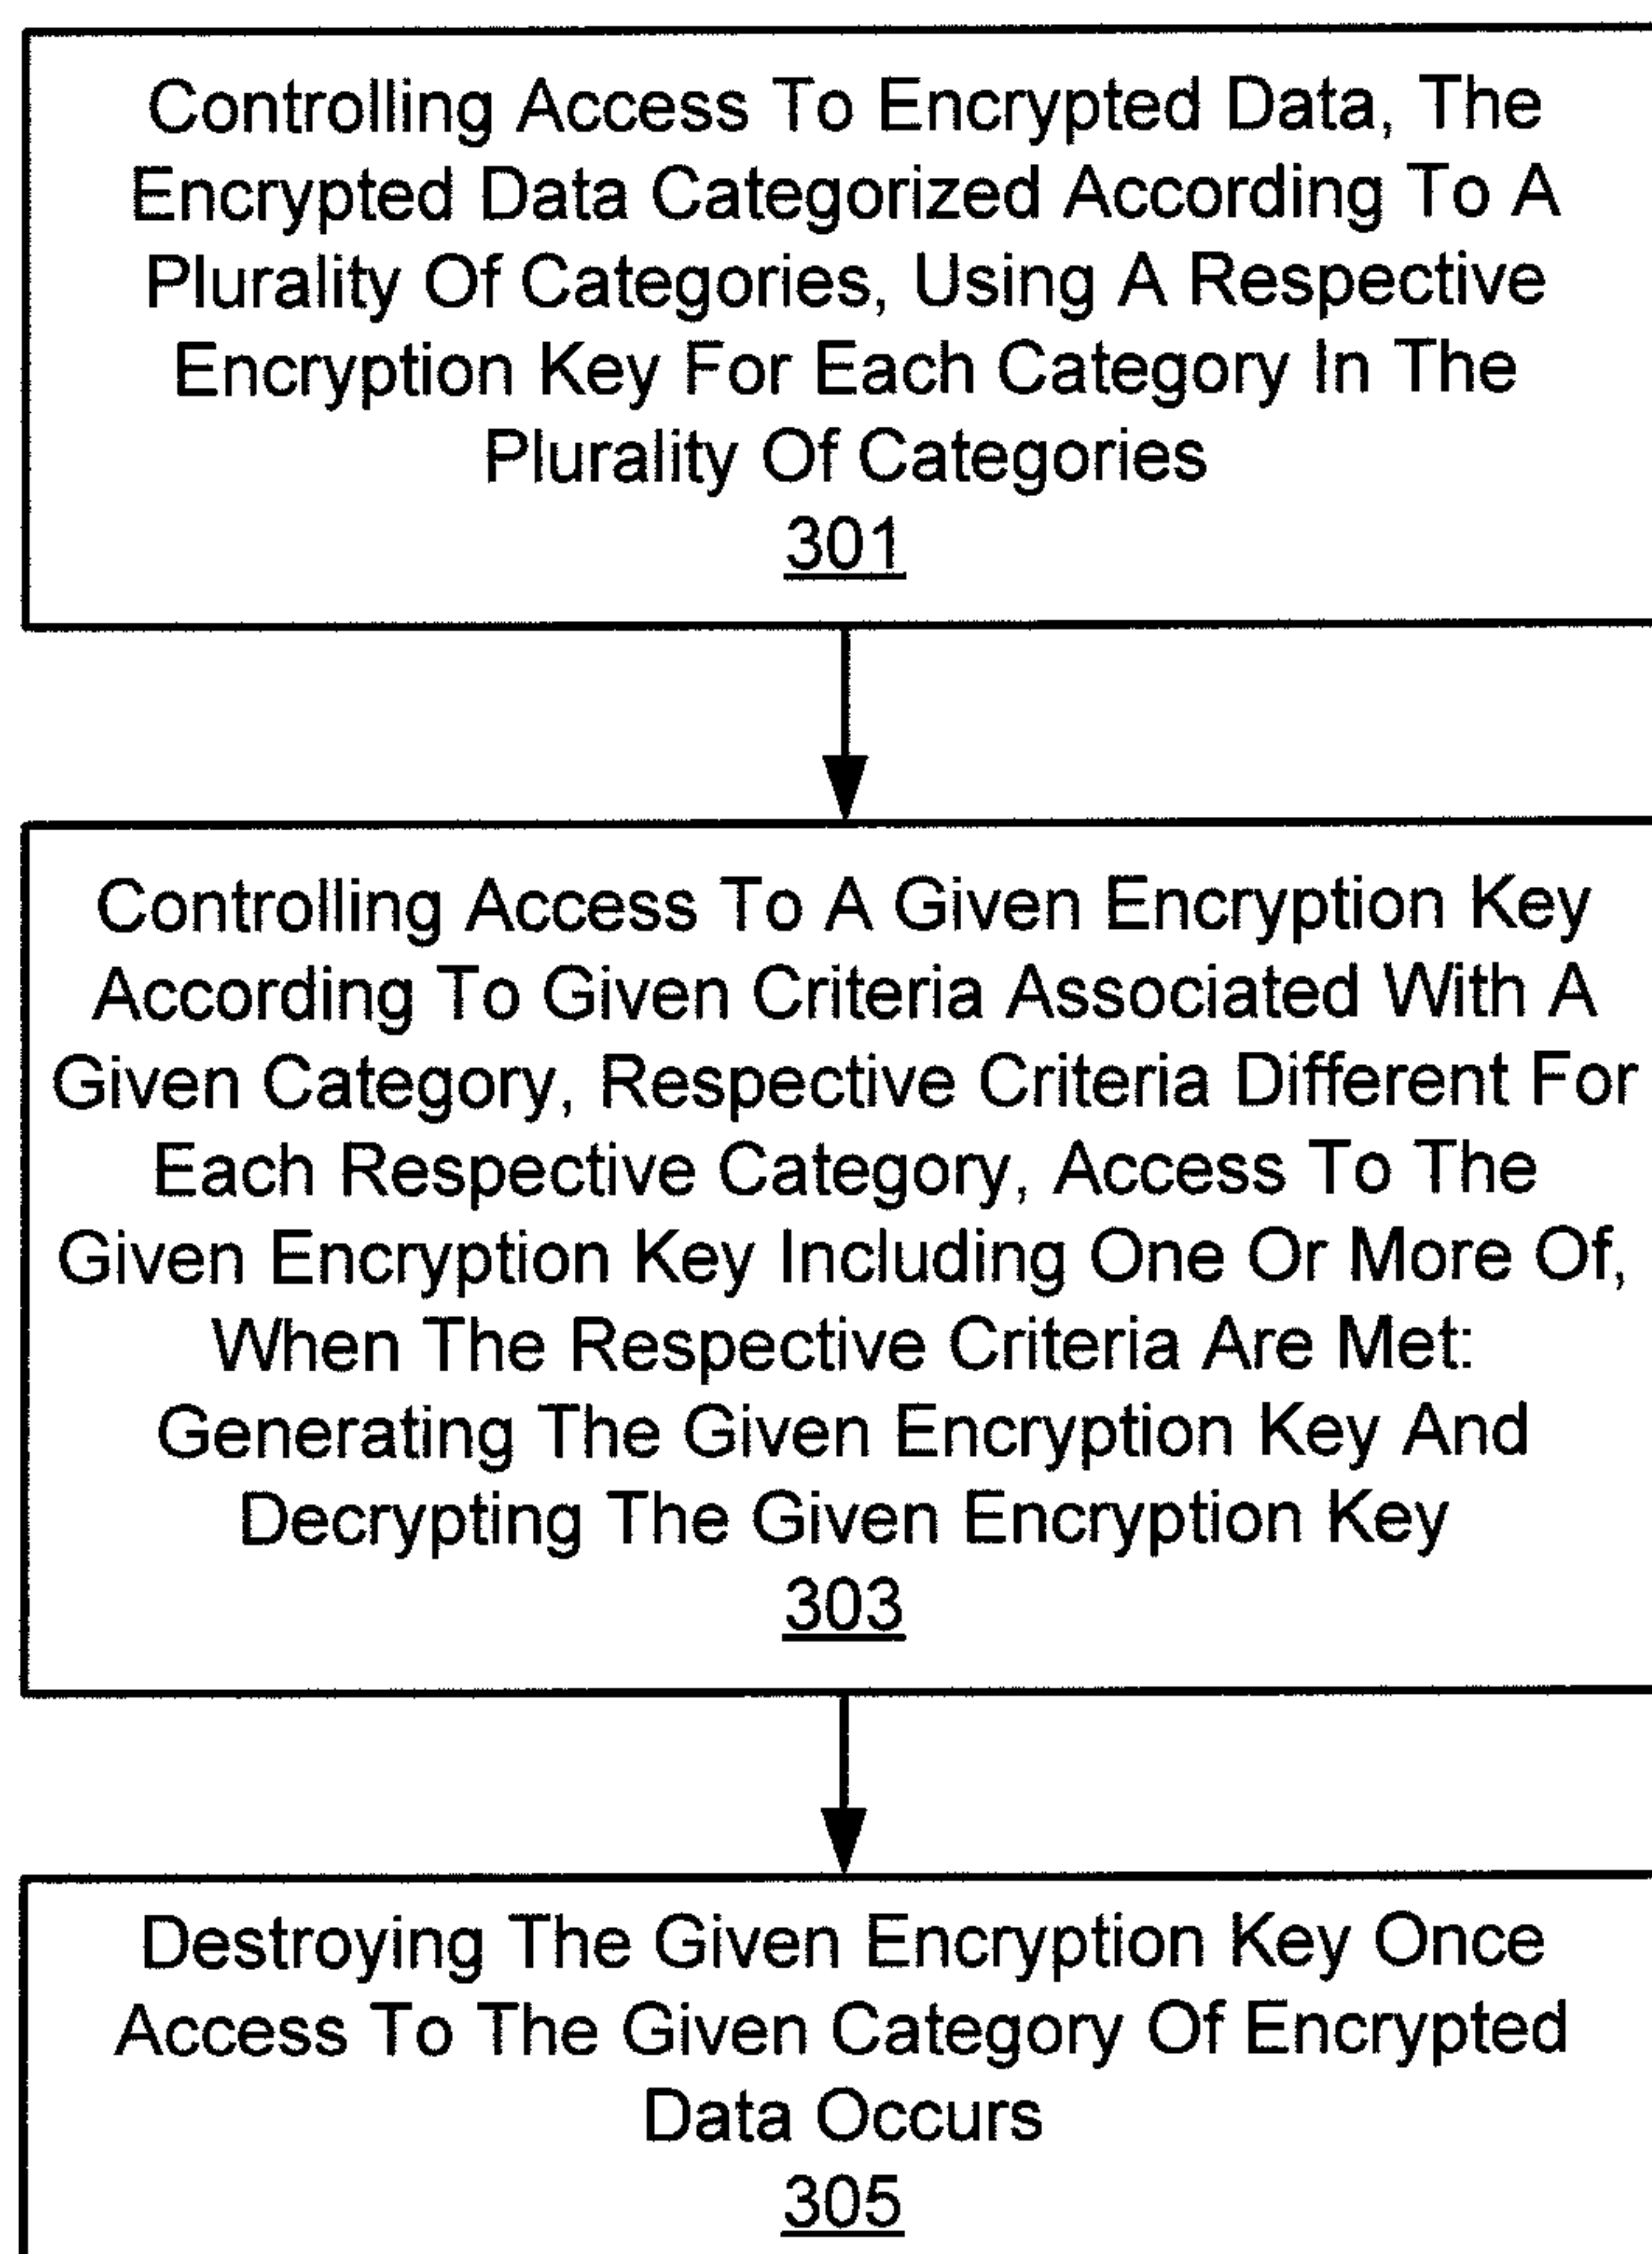 Controlling Access To Encrypted Data, The
Encrypted Data Categorized According To A
Plurality Of Categories, Using A Respective
Encryption Key For Each Category In The
Plurality Of Categories
301
Controlling Access To A Given Encryption Key
According To Given Criteria Associated With A
Given Category, Respective Criteria Different For
Each Respective Category, Access To The
Given Encryption Key Including One Or More Of,
When The Respective Criteria Are Met:
Generating The Given Encryption Key And
Decrypting The Given Encryption Key
303
Destroying The Given Encryption Key Once
Access To The Given Category Of Encrypted
Data Occurs
305